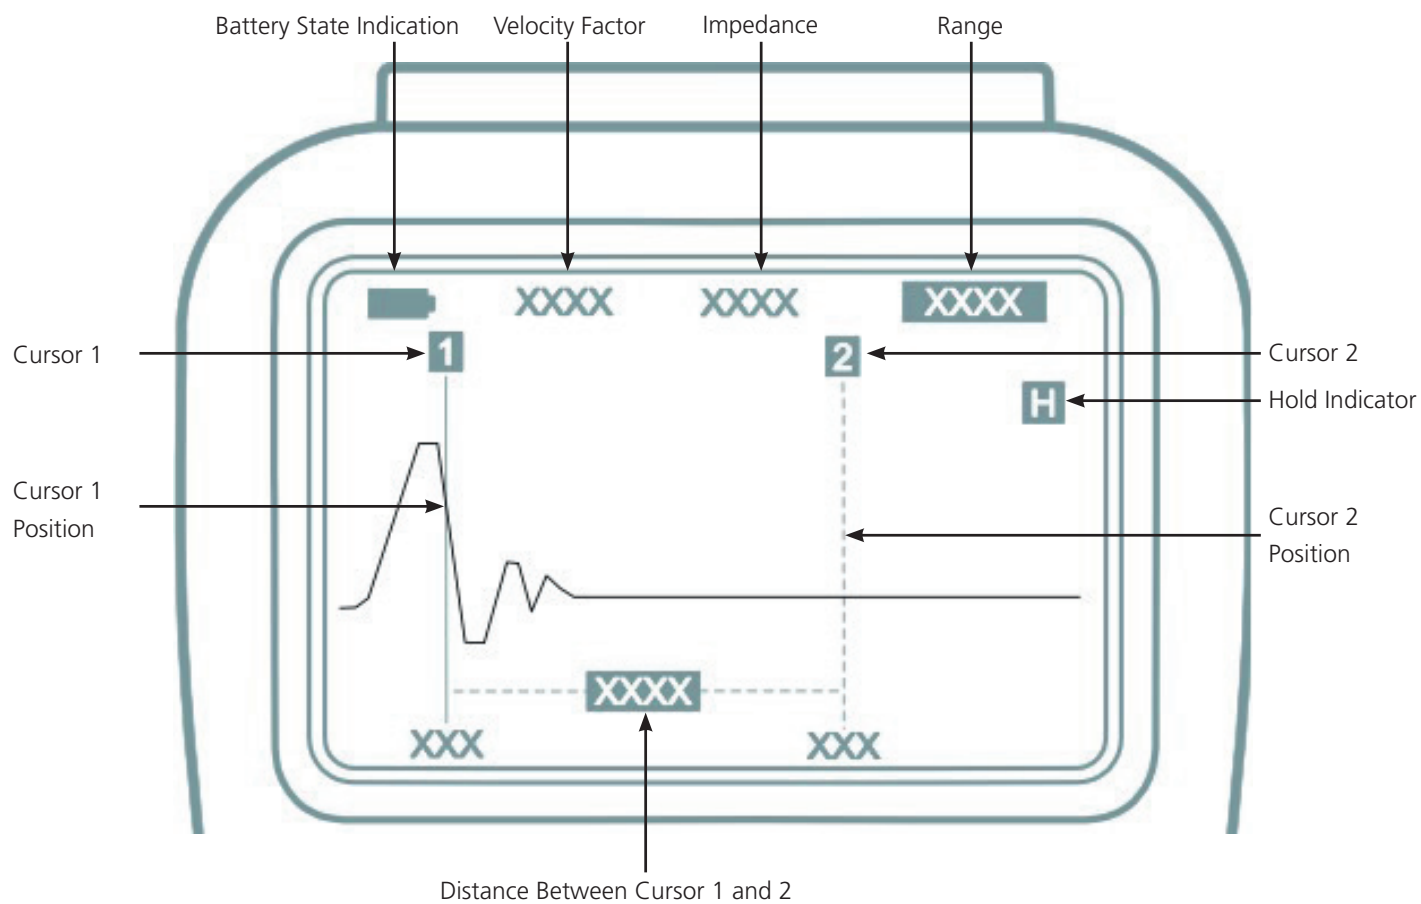 Battery State Indication Velocity Factor Impedance Range
XXXX XXXX XXXX
Cursor 1 1 2 Cursor 2
H Hold Indicator
Cursor 1
Position
Cursor 2
Position
XXXX
XXX XXX
Distance Between Cursor 1 and 2